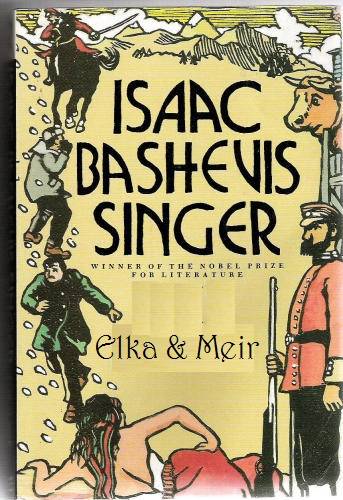 ISAAC
BASHEVIS
SINGER
WINNER OF THE NOBEL PRIZE
FOR LITERATURE
Elka & Meir